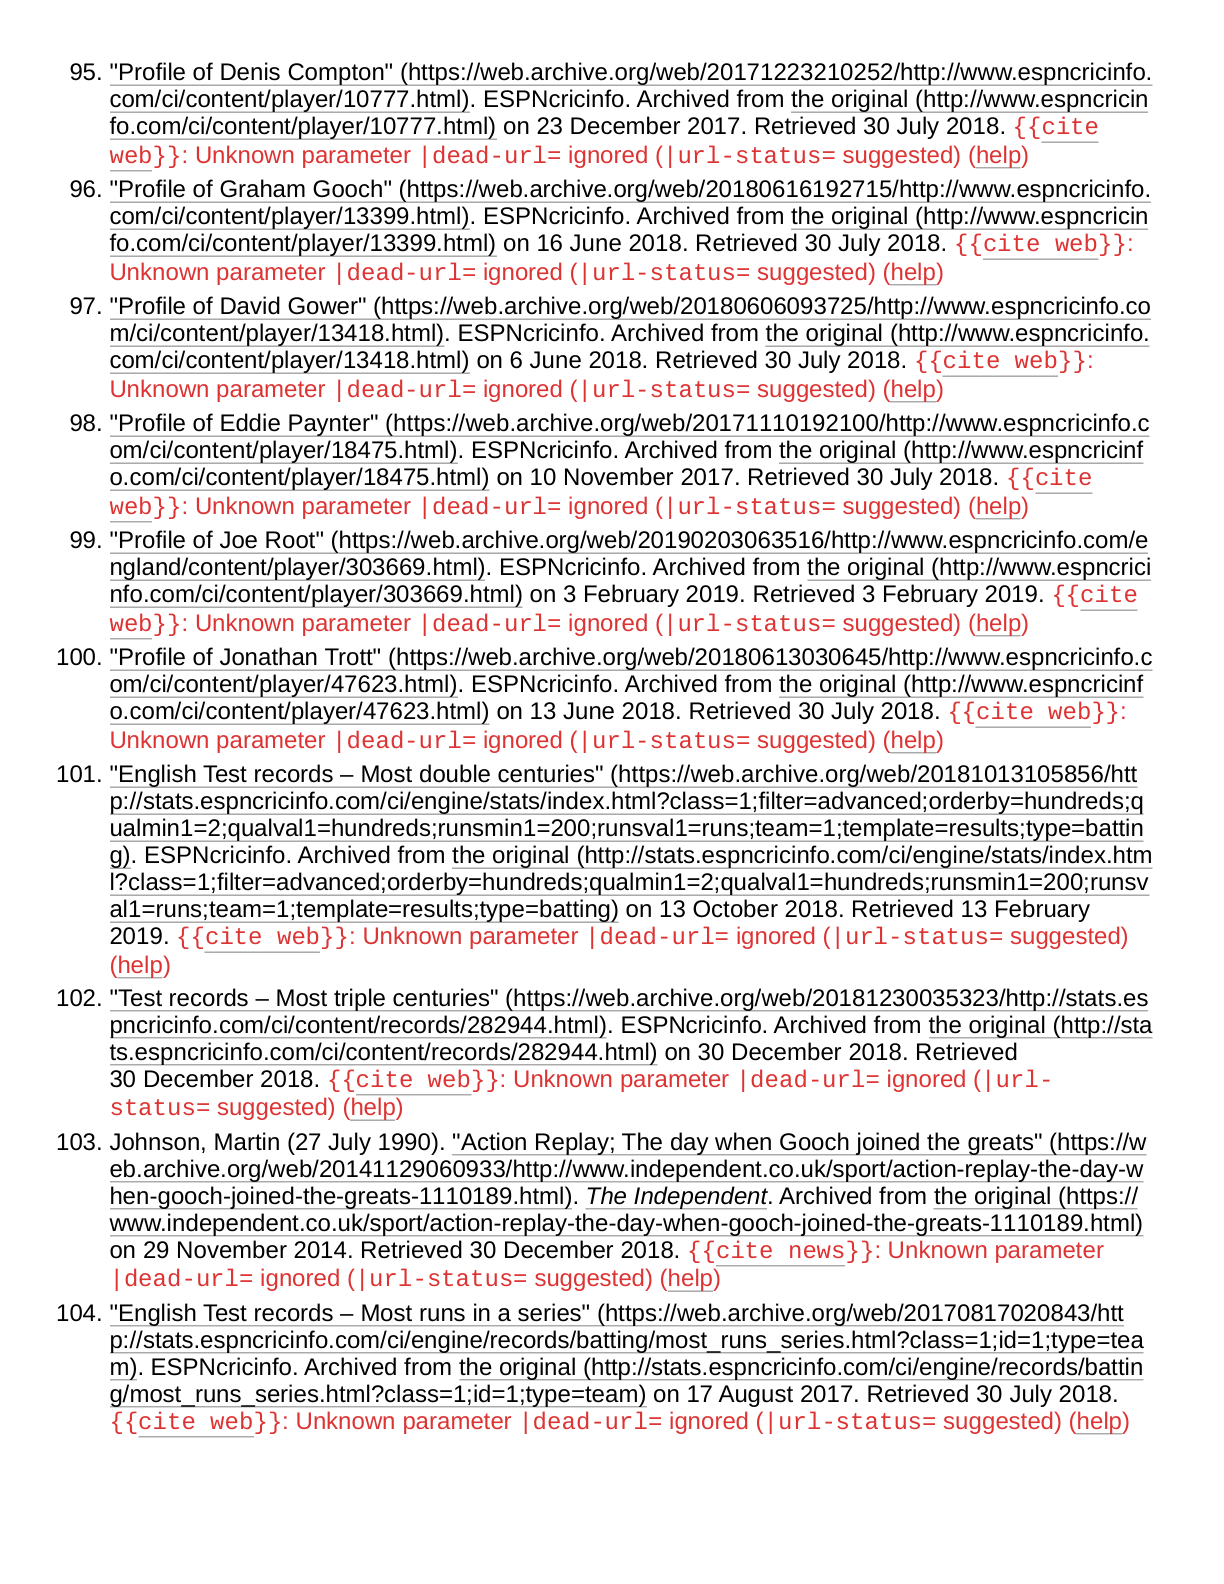 95. "Profile of Denis Compton" (https://web.archive.org/web/20171223210252/http://www.espncricinfo.
com/ci/content/player/10777.html). ESPNcricinfo. Archived from the original (http://www.espncricin
fo.com/ci/content/player/10777.html) on 23 December 2017. Retrieved 30 July 2018. {{cite
web}}: Unknown parameter |dead-url= ignored (|url-status= suggested) (help)
96. "Profile of Graham Gooch" (https://web.archive.org/web/20180616192715/http://www.espncricinfo.
com/ci/content/player/13399.html). ESPNcricinfo. Archived from the original (http://www.espncricin
fo.com/ci/content/player/13399.html) on 16 June 2018. Retrieved 30 July 2018. {{cite web}}:
Unknown parameter |dead-url= ignored (|url-status= suggested) (help)
97. "Profile of David Gower" (https://web.archive.org/web/20180606093725/http://www.espncricinfo.co
m/ci/content/player/13418.html). ESPNcricinfo. Archived from the original (http://www.espncricinfo.
com/ci/content/player/13418.html) on 6 June 2018. Retrieved 30 July 2018. {{cite web}}:
Unknown parameter |dead-url= ignored (|url-status= suggested) (help)
98. "Profile of Eddie Paynter" (https://web.archive.org/web/20171110192100/http://www.espncricinfo.c
om/ci/content/player/18475.html). ESPNcricinfo. Archived from the original (http://www.espncricinf
o.com/ci/content/player/18475.html) on 10 November 2017. Retrieved 30 July 2018. {{cite
web}}: Unknown parameter |dead-url= ignored (|url-status= suggested) (help)
99. "Profile of Joe Root" (https://web.archive.org/web/20190203063516/http://www.espncricinfo.com/e
ngland/content/player/303669.html). ESPNcricinfo. Archived from the original (http://www.espncrici
nfo.com/ci/content/player/303669.html) on 3 February 2019. Retrieved 3 February 2019. {{cite
web}}: Unknown parameter |dead-url= ignored (|url-status= suggested) (help)
100. "Profile of Jonathan Trott" (https://web.archive.org/web/20180613030645/http://www.espncricinfo.c
om/ci/content/player/47623.html). ESPNcricinfo. Archived from the original (http://www.espncricinf
o.com/ci/content/player/47623.html) on 13 June 2018. Retrieved 30 July 2018. {{cite web}}:
Unknown parameter |dead-url= ignored (|url-status= suggested) (help)
101. "English Test records – Most double centuries" (https://web.archive.org/web/20181013105856/htt
p://stats.espncricinfo.com/ci/engine/stats/index.html?class=1;filter=advanced;orderby=hundreds;q
ualmin1=2;qualval1=hundreds;runsmin1=200;runsval1=runs;team=1;template=results;type=battin
g). ESPNcricinfo. Archived from the original (http://stats.espncricinfo.com/ci/engine/stats/index.htm
l?class=1;filter=advanced;orderby=hundreds;qualmin1=2;qualval1=hundreds;runsmin1=200;runsv
al1=runs;team=1;template=results;type=batting) on 13 October 2018. Retrieved 13 February
2019. {{cite web}}: Unknown parameter |dead-url= ignored (|url-status= suggested)
(help)
102. "Test records – Most triple centuries" (https://web.archive.org/web/20181230035323/http://stats.es
pncricinfo.com/ci/content/records/282944.html). ESPNcricinfo. Archived from the original (http://sta
ts.espncricinfo.com/ci/content/records/282944.html) on 30 December 2018. Retrieved
30 December 2018. {{cite web}}: Unknown parameter |dead-url= ignored (|url-
status= suggested) (help)
103. Johnson, Martin (27 July 1990). "Action Replay; The day when Gooch joined the greats" (https://w
eb.archive.org/web/20141129060933/http://www.independent.co.uk/sport/action-replay-the-day-w
hen-gooch-joined-the-greats-1110189.html). The Independent. Archived from the original (https://
www.independent.co.uk/sport/action-replay-the-day-when-gooch-joined-the-greats-1110189.html)
on 29 November 2014. Retrieved 30 December 2018. {{cite news}}: Unknown parameter
|dead-url= ignored (|url-status= suggested) (help)
104. "English Test records – Most runs in a series" (https://web.archive.org/web/20170817020843/htt
p://stats.espncricinfo.com/ci/engine/records/batting/most_runs_series.html?class=1;id=1;type=tea
m). ESPNcricinfo. Archived from the original (http://stats.espncricinfo.com/ci/engine/records/battin
g/most_runs_series.html?class=1;id=1;type=team) on 17 August 2017. Retrieved 30 July 2018.
{{cite web}}: Unknown parameter |dead-url= ignored (|url-status= suggested) (help)